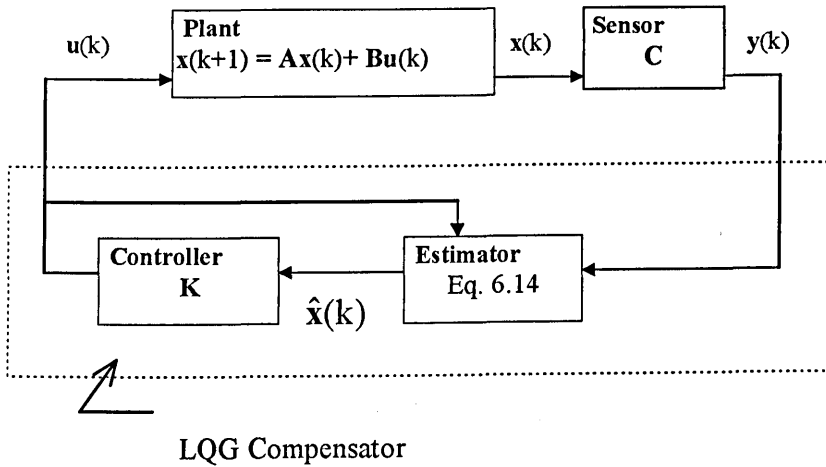 Plant
x(k+1) = Ax(k)+ Bu(k)
Sensor
C
u(k)
x(k)
y(k)
Controller
K
Estimator
Eq. 6.14
x̂(k)
LQG Compensator